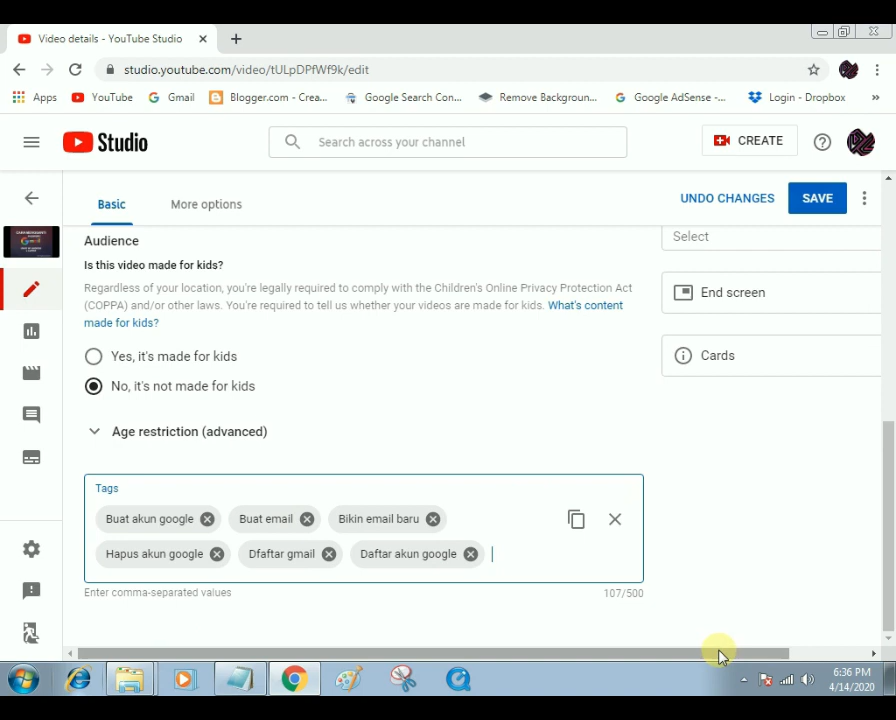 Video details - YouTube Studio
studio.youtube.com/video/tULpDPfWf9k/edit
Apps YouTube Gmail Blogger.com - Crea... Google Search Con... Remove Backgroun... Google AdSense -... Login - Dropbox »
Studio
Search across your channel
CREATE
Basic More options UNDO CHANGES SAVE
Audience
Select
Is this video made for kids?
Regardless of your location, you're legally required to comply with the Children's Online Privacy Protection Act
(COPPA) and/or other laws. You're required to tell us whether your videos are made for kids. What's content
made for kids?
End screen
Yes, it's made for kids
Cards
No, it's not made for kids
Age restriction (advanced)
Tags
Buat akun google Buat email Bikin email baru
Hapus akun google Dfaftar gmail Daftar akun google
Enter comma-separated values 107/500
6:36 PM
4/14/2020